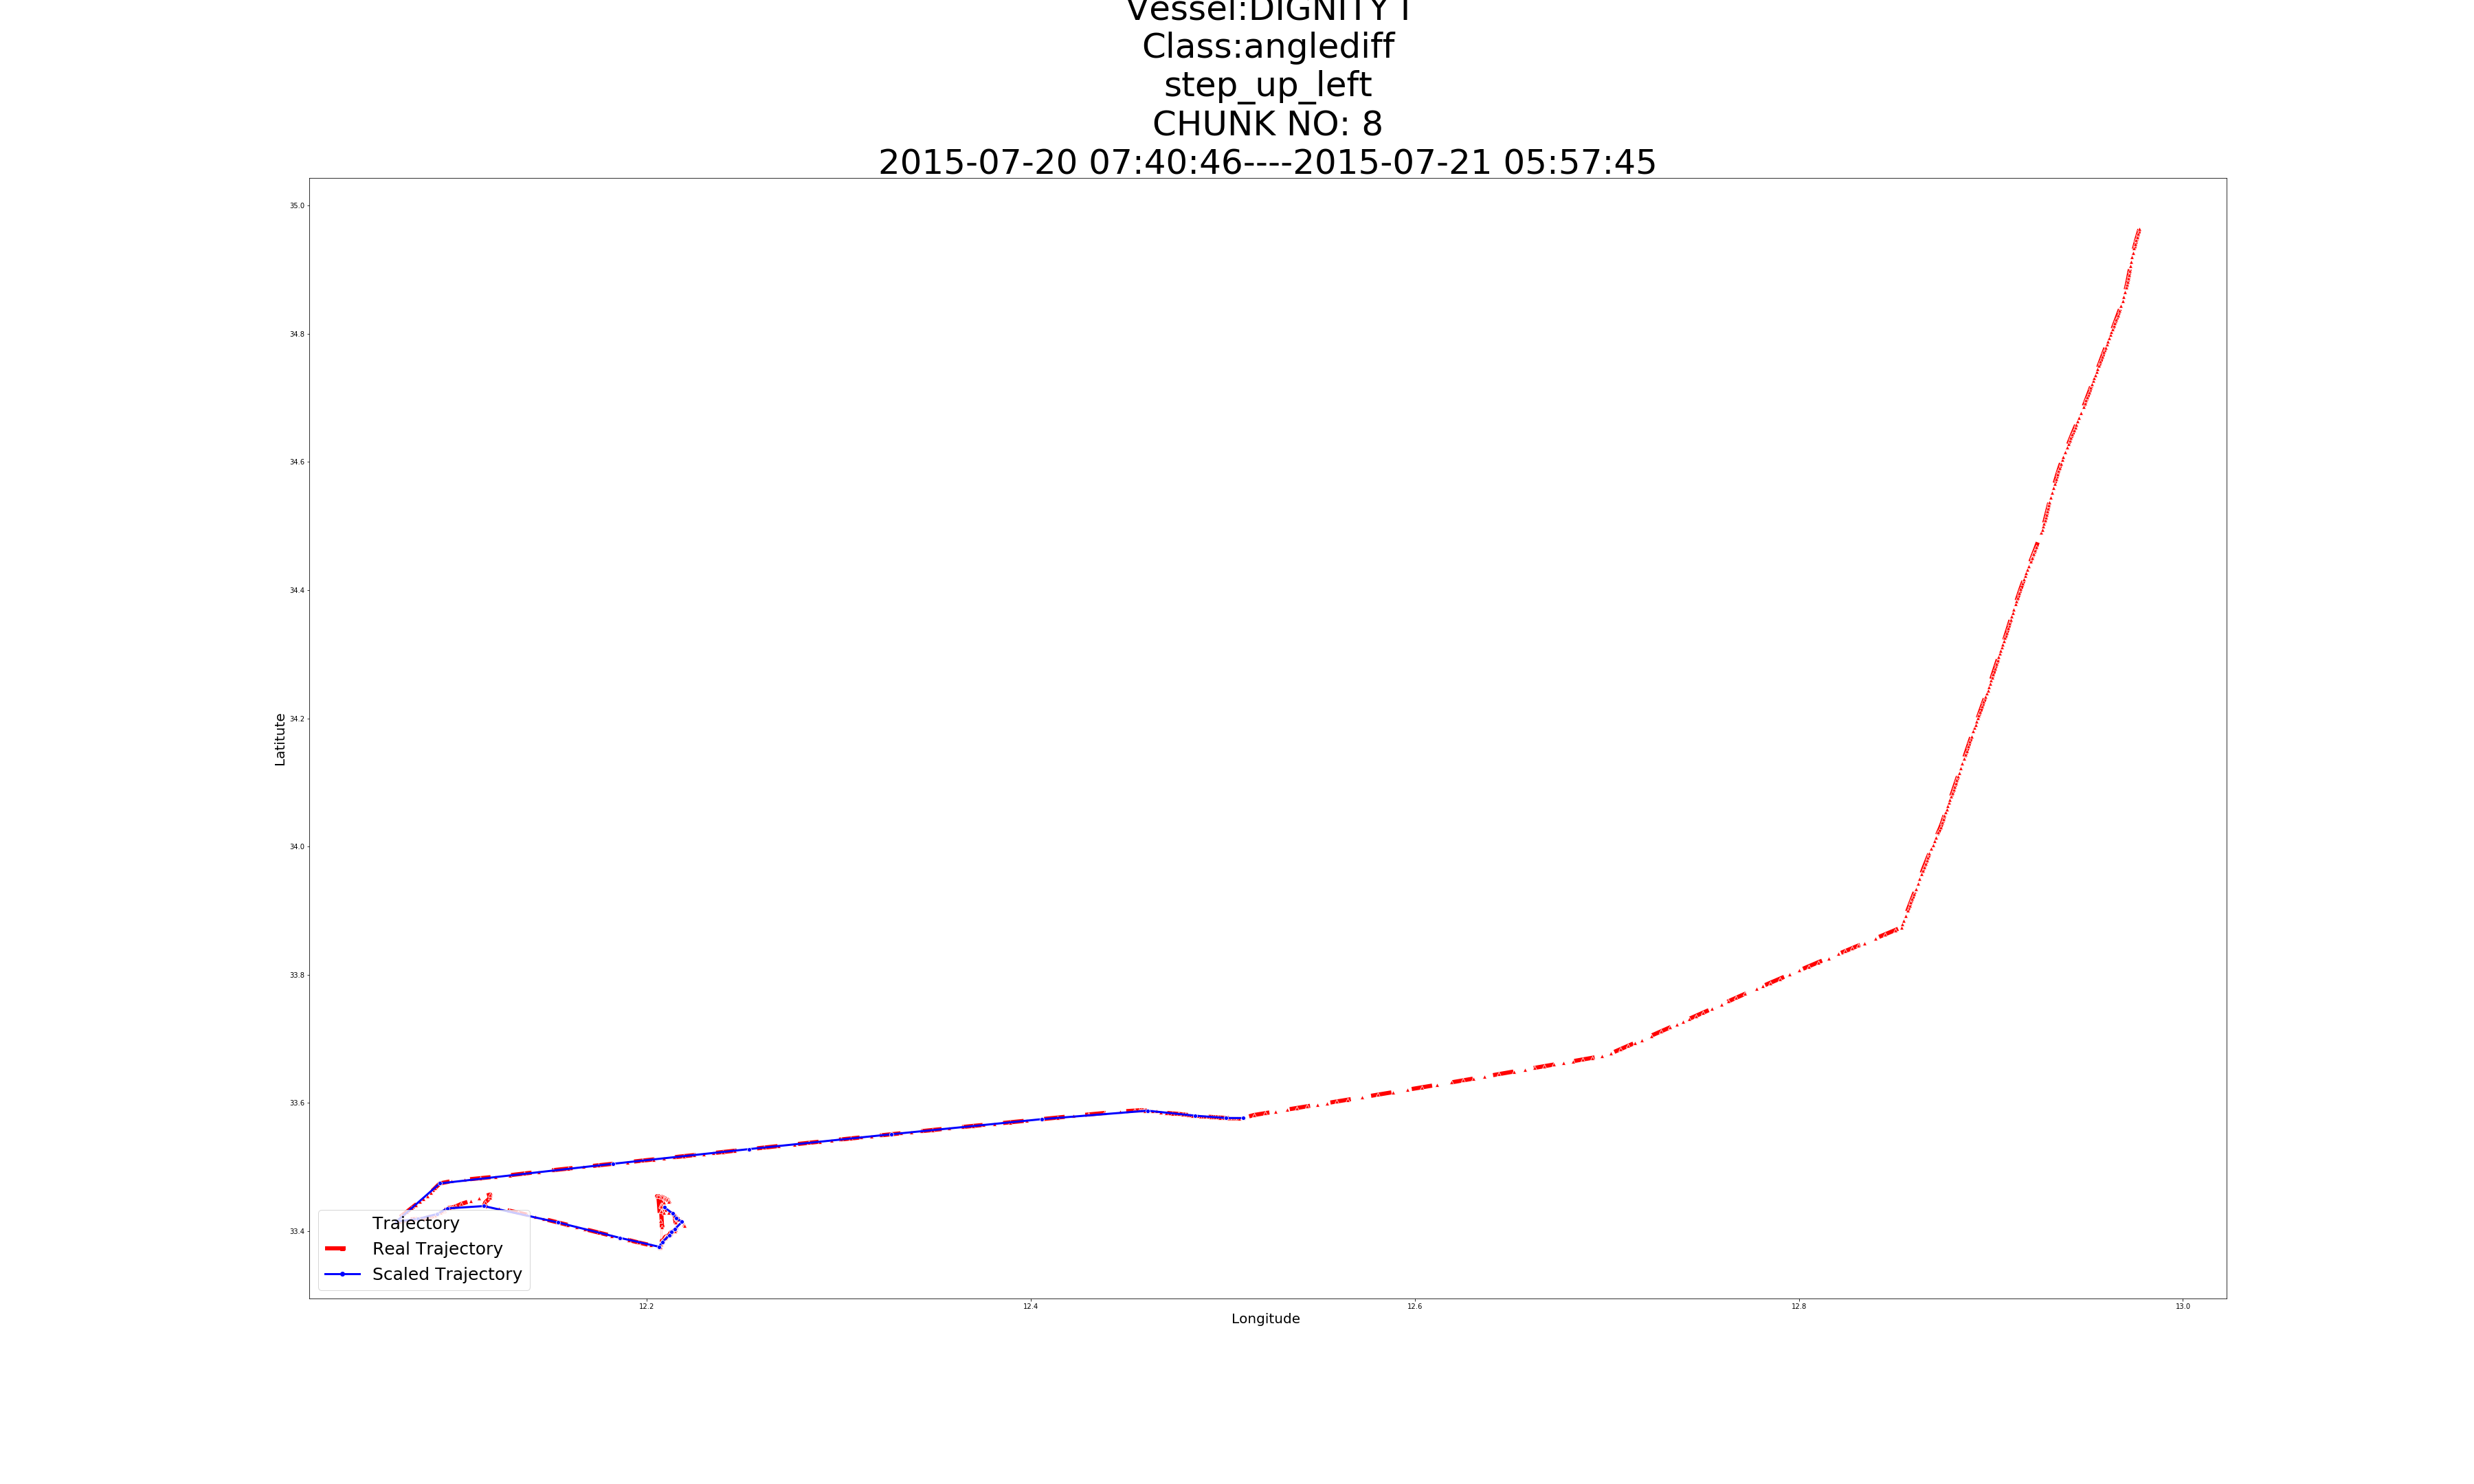 Vessel:DIGNITY I
Class:anglediff
step_up_left
CHUNK NO: 8
2015-07-20 07:40:46----2015-07-21 05:57:45
35.0
34.8
34.6
34.4
34.2
34.0
33.8
33.6
33.4
Latitute
Trajectory
Real Trajectory
Scaled Trajectory
12.2
12.4
12.6
12.8
13.0
Longitude